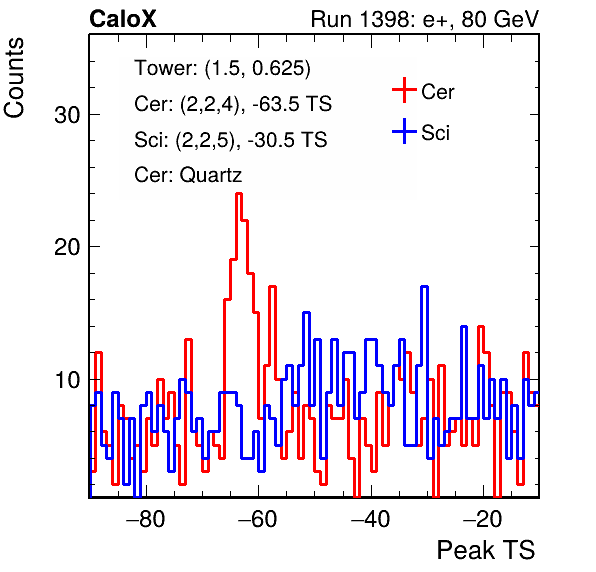 CaloX Run 1398: e+, 80 GeV
Counts
Tower: (1.5, 0.625)
Cer: (2,2,4), -63.5 TS
Sci: (2,2,5), -30.5 TS
Cer: Quartz
Cer
Sci
30
20
10
−80 −60 −40 −20
Peak TS